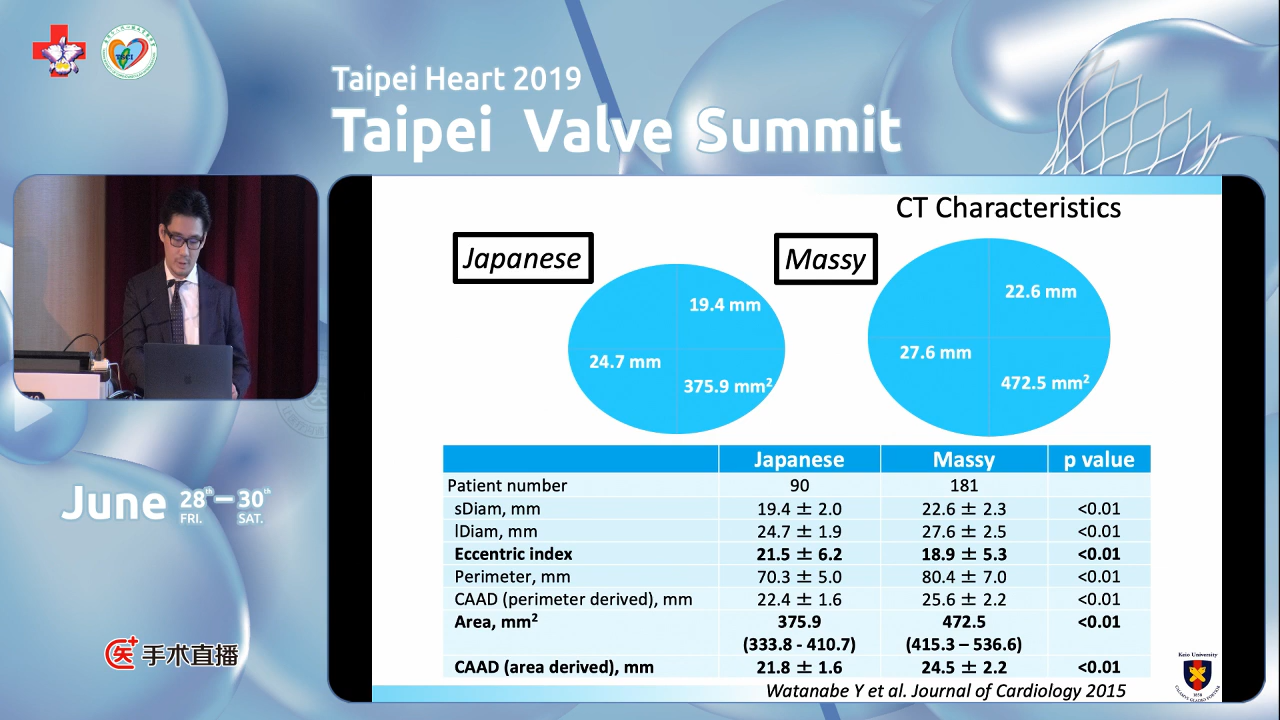 Taipei Heart 2019
Taipei Valve Summit
June 28th – 30th
FRI. SAT.
手术直播
CT Characteristics
Japanese
Massy
19.4 mm
24.7 mm
375.9 mm²
22.6 mm
27.6 mm
472.5 mm²
Japanese Massy p value
Patient number 90 181
sDiam, mm 19.4 ± 2.0 22.6 ± 2.3 <0.01
lDiam, mm 24.7 ± 1.9 27.6 ± 2.5 <0.01
Eccentric index 21.5 ± 6.2 18.9 ± 5.3 <0.01
Perimeter, mm 70.3 ± 5.0 80.4 ± 7.0 <0.01
CAAD (perimeter derived), mm 22.4 ± 1.6 25.6 ± 2.2 <0.01
Area, mm² 375.9 472.5 <0.01
(333.8 - 410.7) (415.3 – 536.6)
CAAD (area derived), mm 21.8 ± 1.6 24.5 ± 2.2 <0.01
Watanabe Y et al. Journal of Cardiology 2015
Keio University